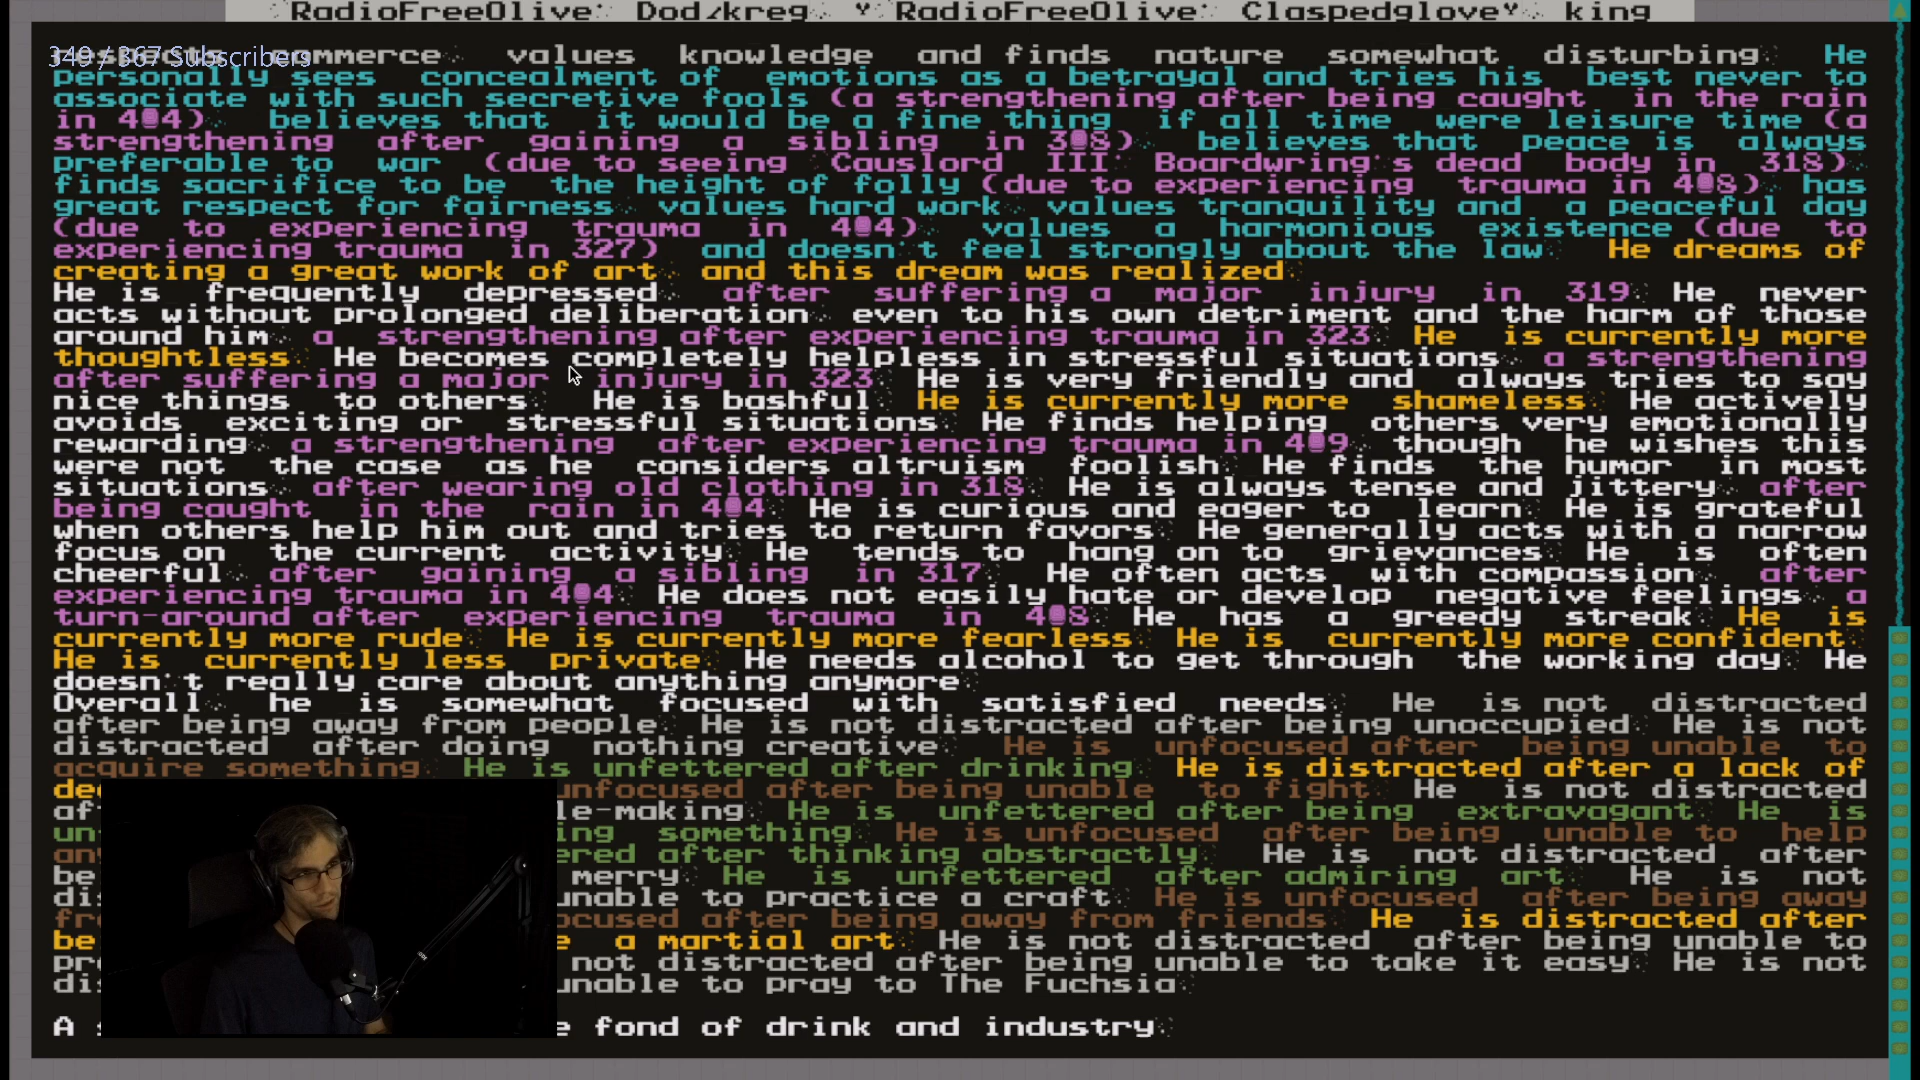 `RadioFreeOlive' Dodȥkreg, "RadioFreeOlive' Claspedglove", king
349 / 367 Subscribers
respects commerce, values knowledge and finds nature somewhat disturbing. He
personally sees concealment of emotions as a betrayal and tries his best never to
associate with such secretive fools (a strengthening after being caught in the rain
in 404), believes that it would be a fine thing if all time were leisure time (a
strengthening after gaining a sibling in 308), believes that peace is always
preferable to war (due to seeing Causlord III Boardwring's dead body in 318),
finds sacrifice to be the height of folly (due to experiencing trauma in 408), has
great respect for fairness, values hard work, values tranquility and a peaceful day
(due to experiencing trauma in 404), values a harmonious existence (due to
experiencing trauma in 327) and doesn't feel strongly about the law. He dreams of
creating a great work of art, and this dream was realized.
He is frequently depressed, after suffering a major injury in 319. He never
acts without prolonged deliberation, even to his own detriment and the harm of those
around him, a strengthening after experiencing trauma in 323. He is currently more
thoughtless. He becomes completely helpless in stressful situations, a strengthening
after suffering a major injury in 323. He is very friendly and always tries to say
nice things to others. He is bashful. He is currently more shameless. He actively
avoids exciting or stressful situations. He finds helping others very emotionally
rewarding, a strengthening after experiencing trauma in 409, though he wishes this
were not the case as he considers altruism foolish. He finds the humor in most
situations, after wearing old clothing in 318. He is always tense and jittery, after
being caught in the rain in 404. He is curious and eager to learn. He is grateful
when others help him out and tries to return favors. He generally acts with a narrow
focus on the current activity. He tends to hang on to grievances. He is often
cheerful, after gaining a sibling in 317. He often acts with compassion, after
experiencing trauma in 404. He does not easily hate or develop negative feelings, a
turn-around after experiencing trauma in 408. He has a greedy streak. He is
currently more rude. He is currently more fearless. He is currently more confident.
He is currently less private. He needs alcohol to get through the working day. He
doesn't really care about anything anymore.
Overall, he is somewhat focused with satisfied needs. He is not distracted
after being away from people. He is not distracted after being unoccupied. He is not
distracted after doing nothing creative. He is unfocused after being unable to
acquire something. He is unfettered after drinking. He is distracted after a lack of
unfocused after being unable to fight. He is not distracted
le-making. He is unfettered after being extravagant. He is
something. He is unfocused after being unable to help
after thinking abstractly. He is not distracted after
be merry. He is unfettered after admiring art. He is not
unable to practice a craft. He is unfocused after being away
after being away from friends. He is distracted after
a martial art. He is not distracted after being unable to
not distracted after being unable to take it easy. He is not
unable to pray to The Fuchsia.
A fond of drink and industry.